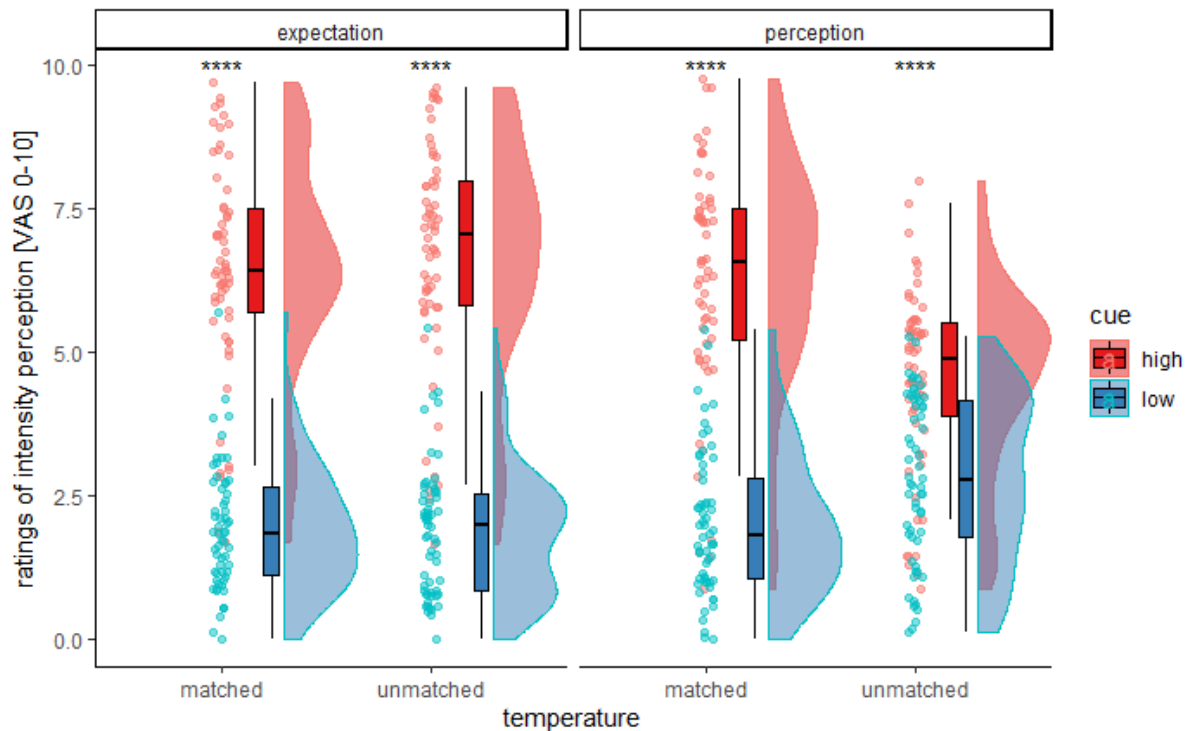 expectation
perception
ratings of intensity perception [VAS 0-10]
10.0
7.5
5.0
2.5
0.0
****
****
****
****
matched
unmatched
matched
unmatched
temperature
cue
a high
a low